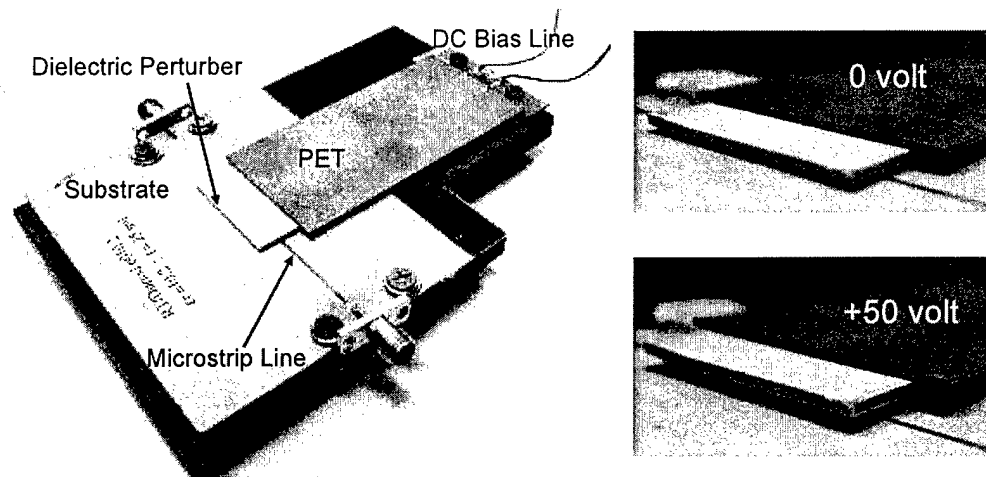 DC Bias Line
Dielectric Perturber
PET
Substrate
Microstrip Line
0 volt
+50 volt